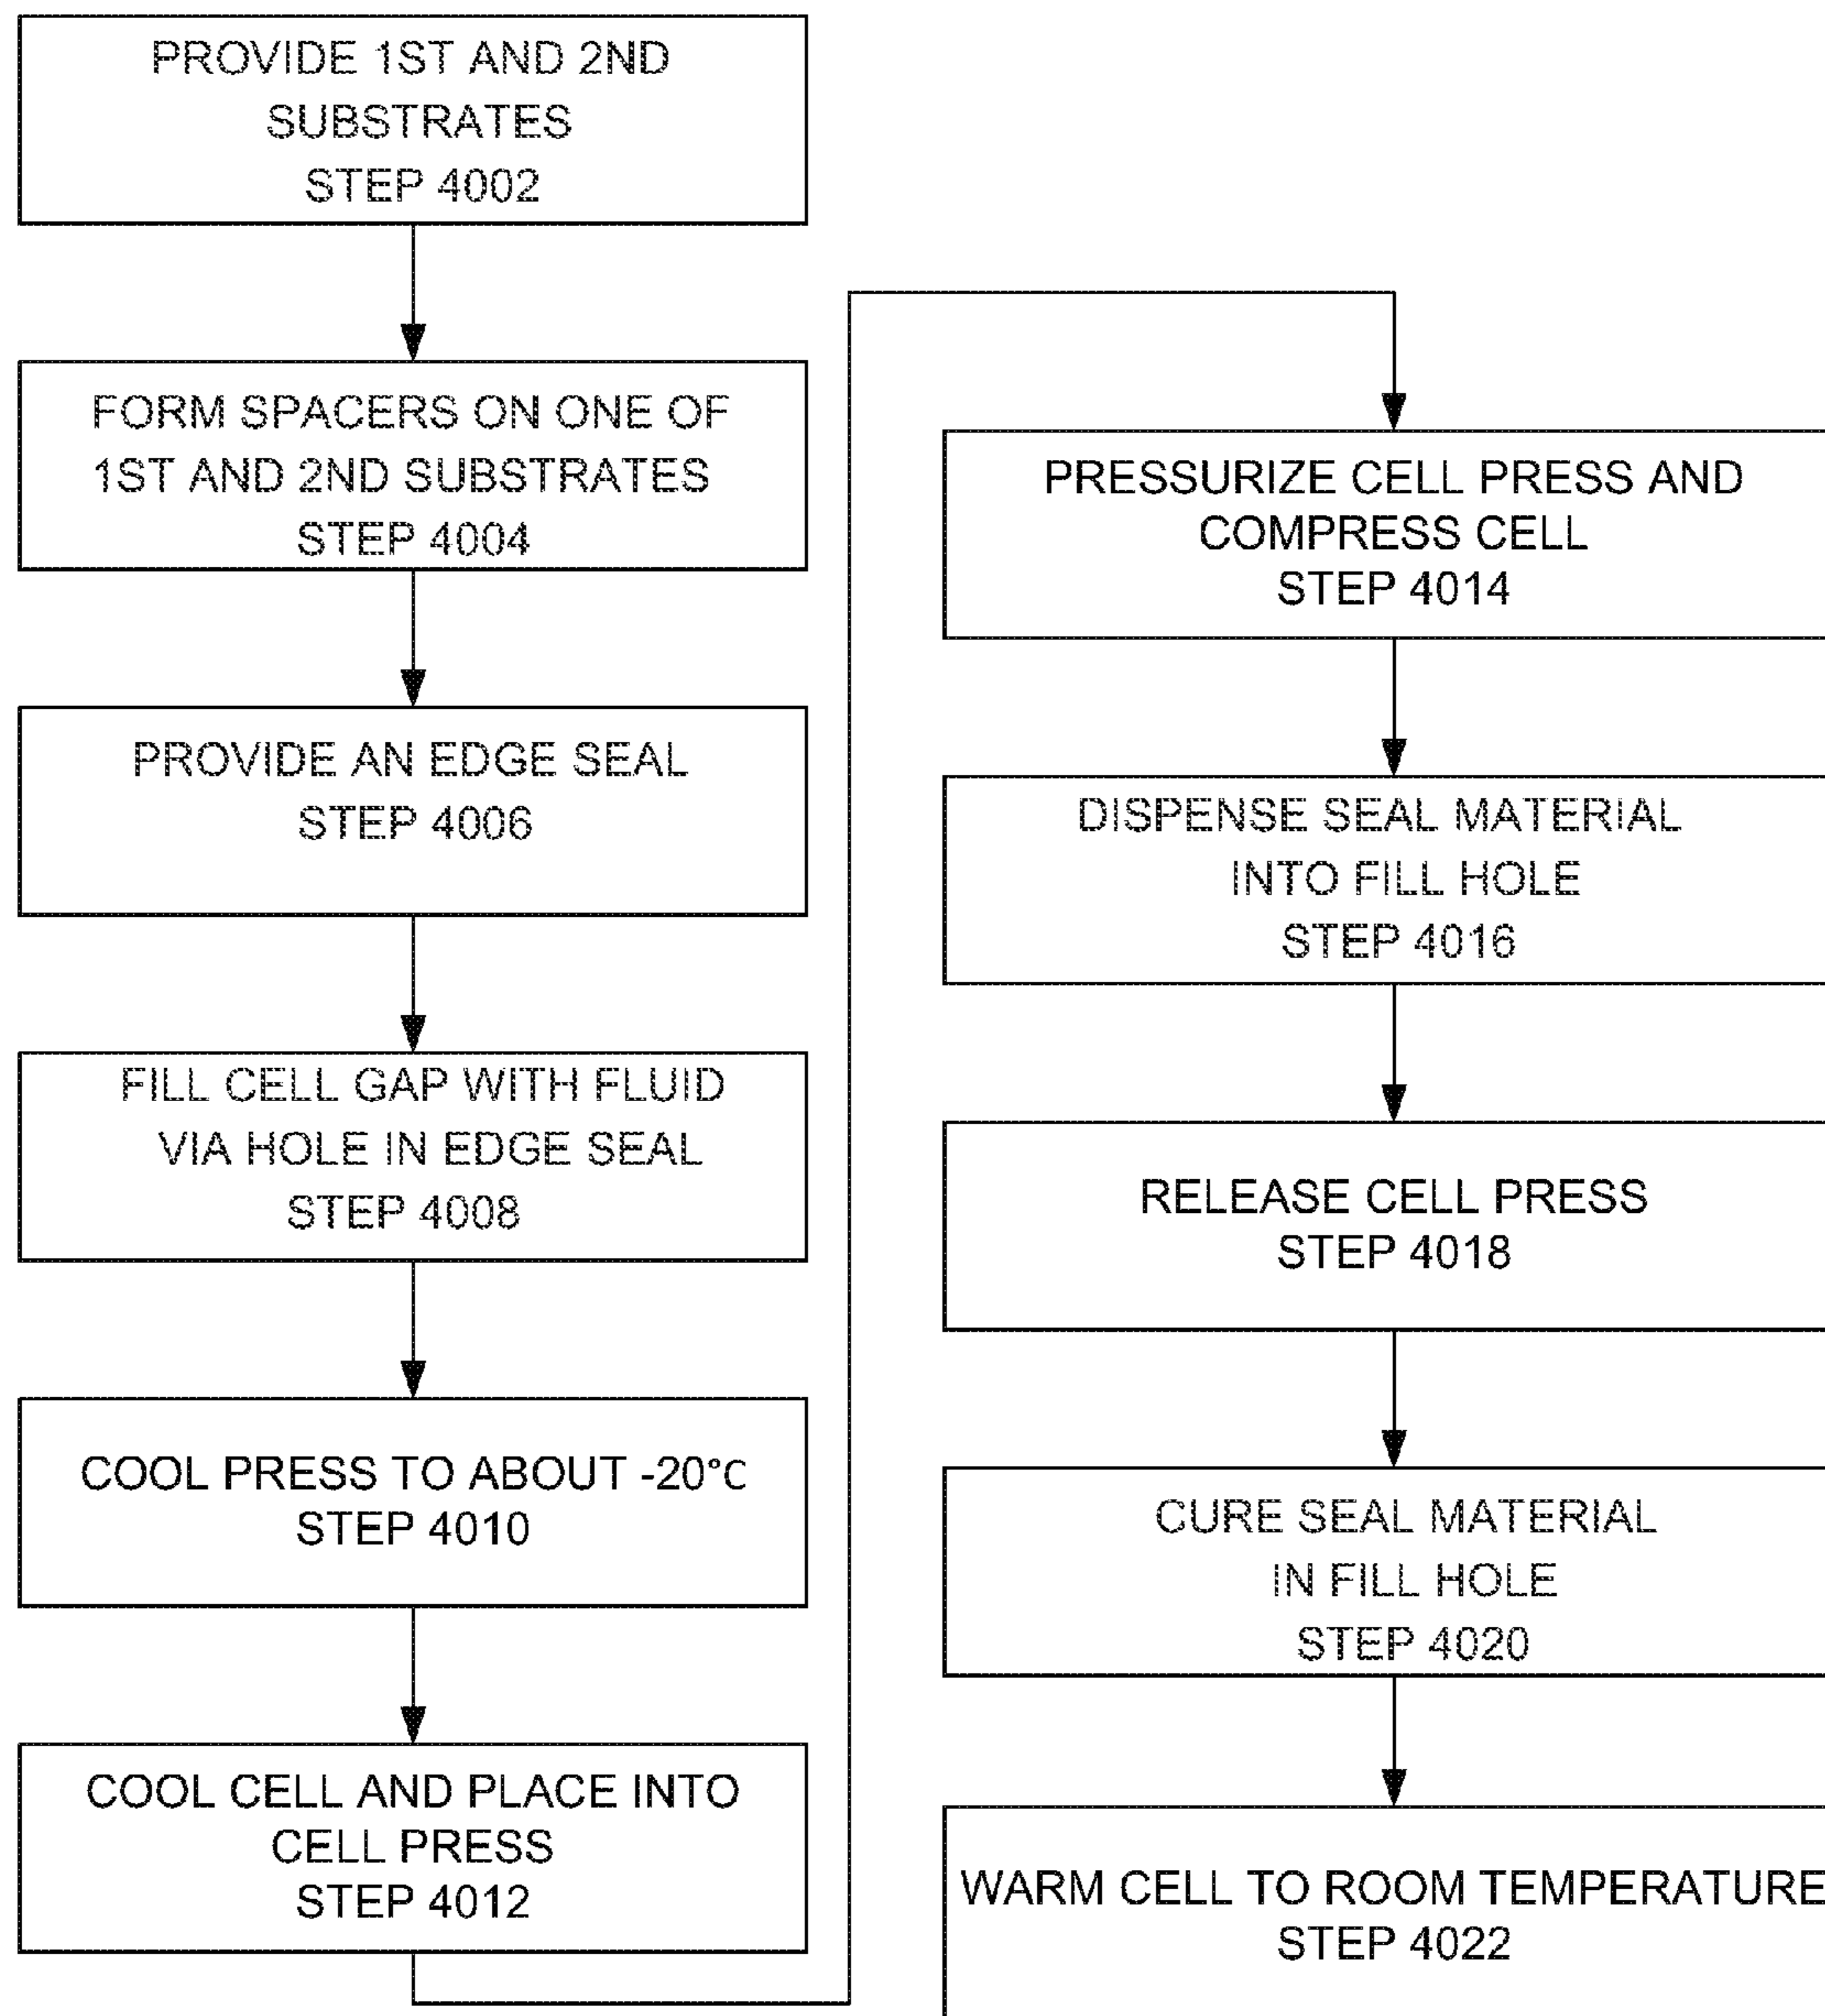 PROVIDE 1ST AND 2ND
SUBSTRATES
STEP 4002
FORM SPACERS ON ONE OF
1ST AND 2ND SUBSTRATES
STEP 4004
PROVIDE AN EDGE SEAL
STEP 4006
FILL CELL GAP WITH FLUID
VIA HOLE IN EDGE SEAL
STEP 4008
COOL PRESS TO ABOUT -20°C
STEP 4010
COOL CELL AND PLACE INTO
CELL PRESS
STEP 4012
PRESSURIZE CELL PRESS AND
COMPRESS CELL
STEP 4014
DISPENSE SEAL MATERIAL
INTO FILL HOLE
STEP 4016
RELEASE CELL PRESS
STEP 4018
CURE SEAL MATERIAL
IN FILL HOLE
STEP 4020
WARM CELL TO ROOM TEMPERATURE
STEP 4022